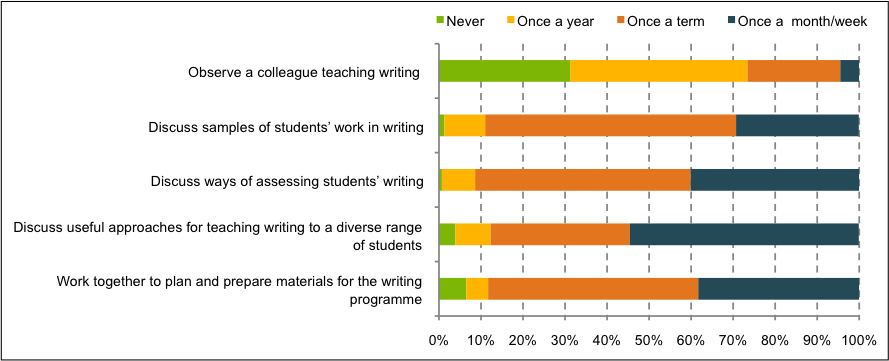 Never Once a year Once a term Once a month/week
Observe a colleague teaching writing
Discuss samples of students’ work in writing
Discuss ways of assessing students’ writing
Discuss useful approaches for teaching writing to a diverse range
of students
Work together to plan and prepare materials for the writing
programme
0% 10% 20% 30% 40% 50% 60% 70% 80% 90% 100%